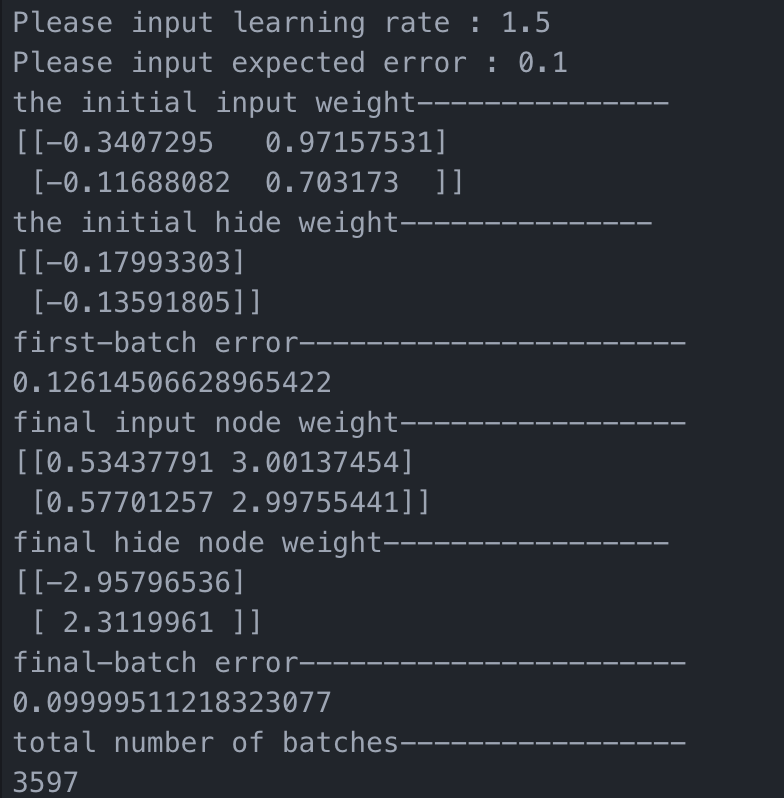 Please input learning rate : 1.5
Please input expected error : 0.1
the initial input weight---------------
[[-0.3407295   0.97157531]
 [-0.11688082  0.703173  ]]
the initial hide weight---------------
[[-0.17993303]
 [-0.13591805]]
first-batch error-----------------------
0.12614506628965422
final input node weight-----------------
[[0.53437791 3.00137454]
 [0.57701257 2.99755441]]
final hide node weight-----------------
[[-2.95796536]
 [ 2.3119961 ]]
final-batch error-----------------------
0.09999511218323077
total number of batches-----------------
3597